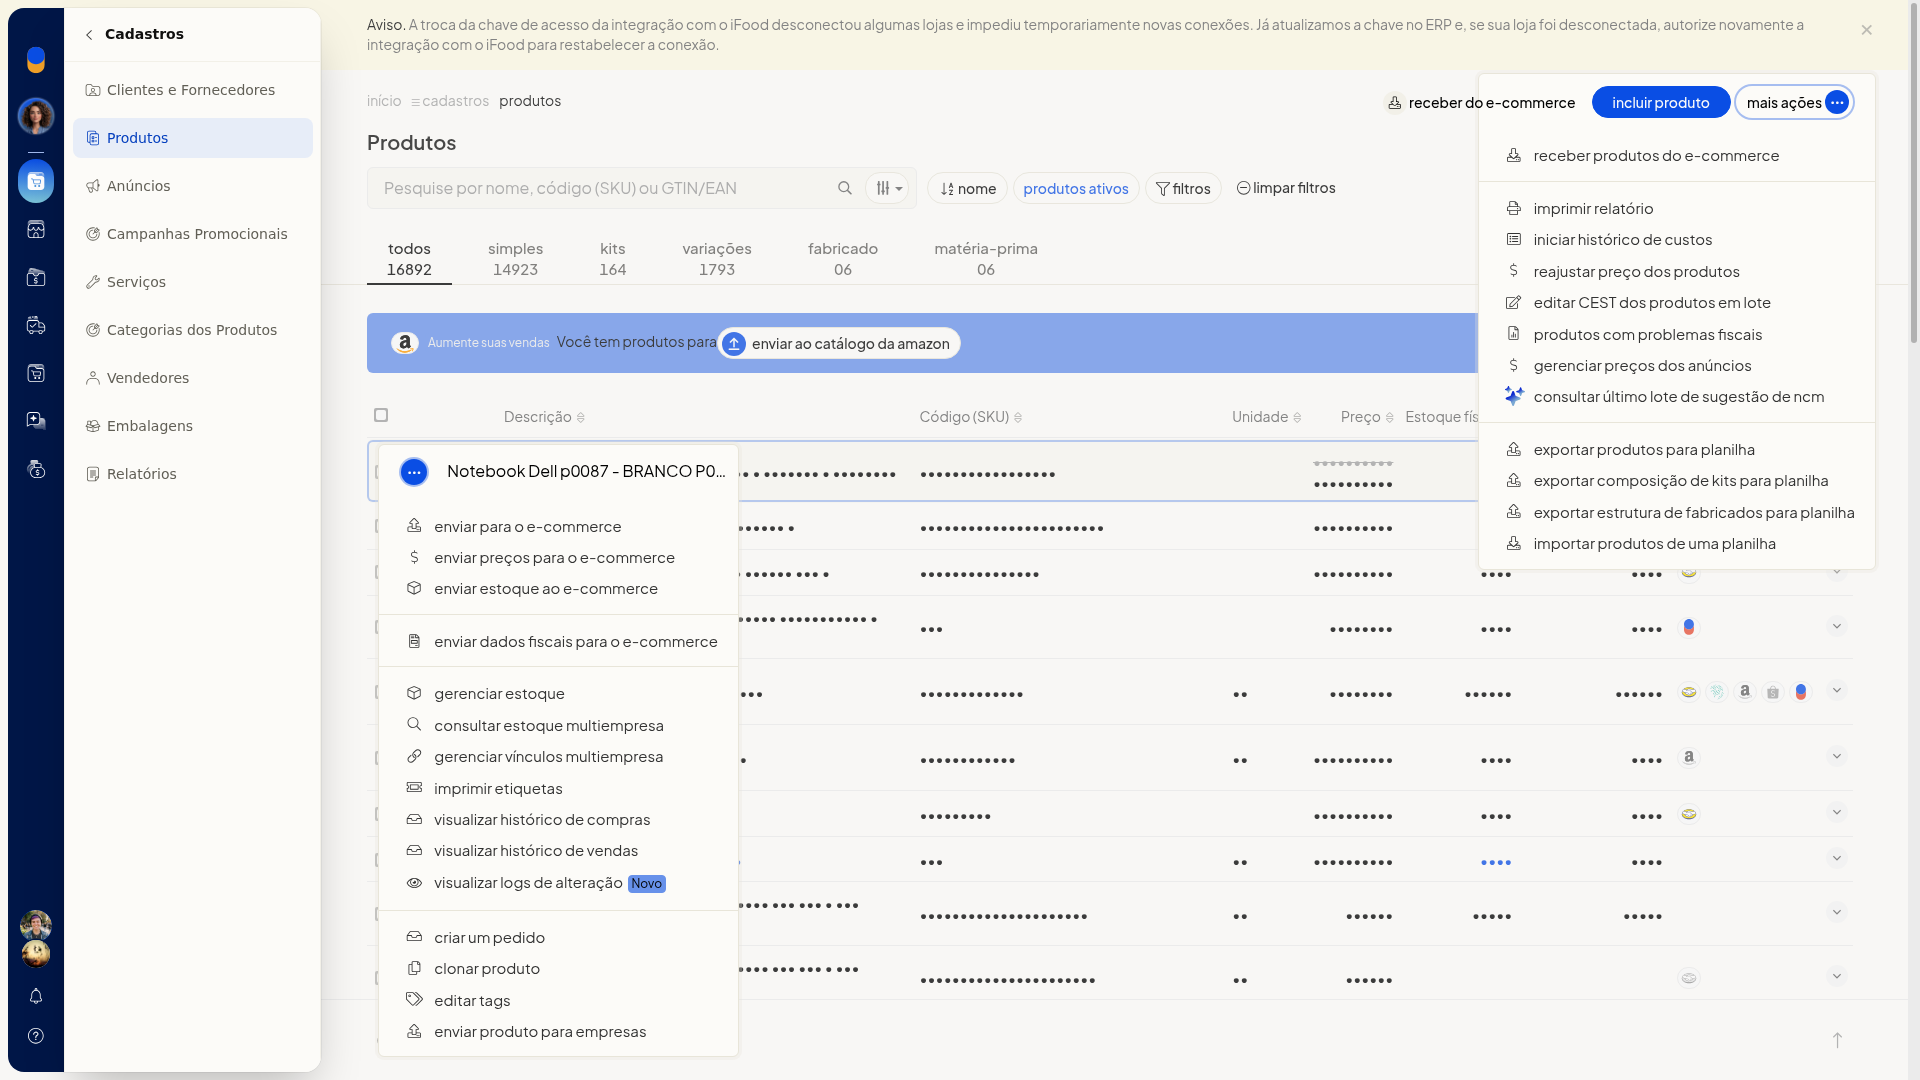 Aviso. A troca da chave de acesso da integração com o iFood desconectou algumas lojas e impediu temporariamente novas conexões. Já atualizamos a chave no ERP e, se sua loja foi desconectada, autorize novamente a
integração com o iFood para restabelecer a conexão.
Cadastros
Clientes e Fornecedores
Produtos
Anúncios
Campanhas Promocionais
Serviços
Categorias dos Produtos
Vendedores
Embalagens
Relatórios
início cadastros produtos
receber do e-commerce incluir produto mais ações
Produtos
Pesquise por nome, código (SKU) ou GTIN/EAN
nome produtos ativos filtros limpar filtros
todos simples kits variações fabricado matéria-prima
16892 14923 164 1793 06 06
Aumente suas vendas Você tem produtos para enviar ao catálogo da amazon
Descrição Código (SKU) Unidade Preço Estoque fís
receber produtos do e-commerce
imprimir relatório
iniciar histórico de custos
reajustar preço dos produtos
editar CEST dos produtos em lote
produtos com problemas fiscais
gerenciar preços dos anúncios
consultar último lote de sugestão de ncm
exportar produtos para planilha
exportar composição de kits para planilha
exportar estrutura de fabricados para planilha
importar produtos de uma planilha
Notebook Dell p0087 - BRANCO P0...
enviar para o e-commerce
enviar preços para o e-commerce
enviar estoque ao e-commerce
enviar dados fiscais para o e-commerce
gerenciar estoque
consultar estoque multiempresa
gerenciar vínculos multiempresa
imprimir etiquetas
visualizar histórico de compras
visualizar histórico de vendas
visualizar logs de alteração Novo
criar um pedido
clonar produto
editar tags
enviar produto para empresas